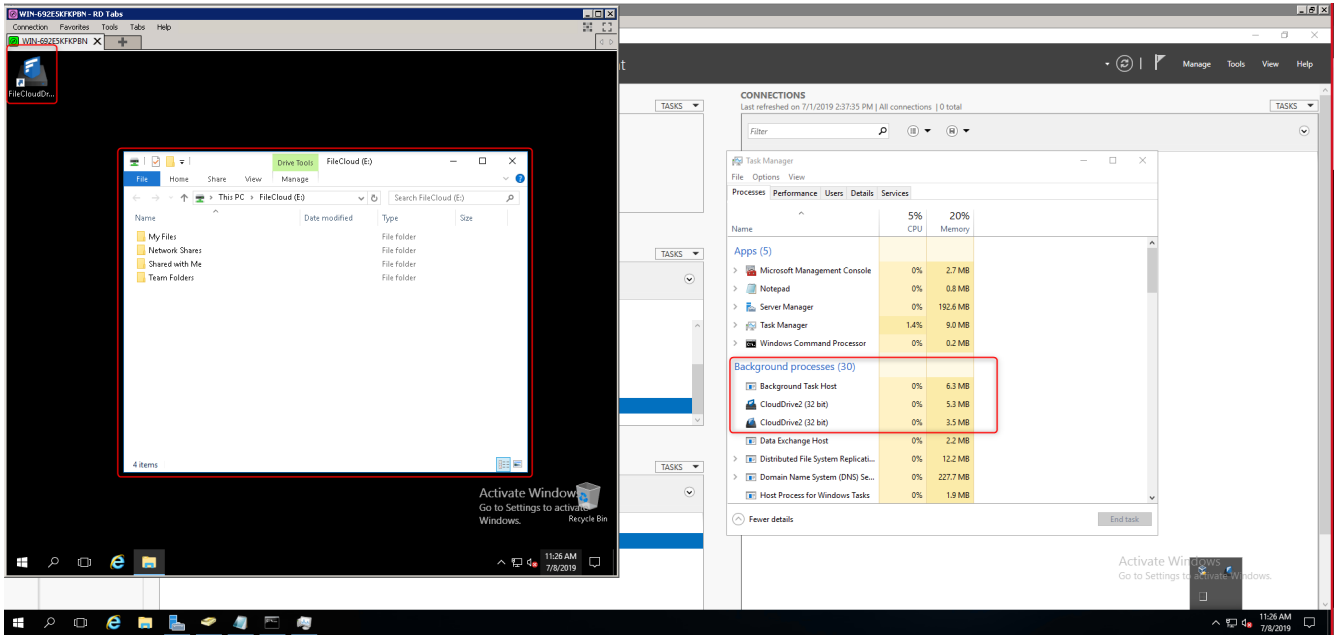 WIN-692E5KFKPBN - RD Tabs
Connection Favorites Tools Tabs Help
WIN-692E5KFKPBN
FileCloudDr...
Drive Tools FileCloud (E:)
File Home Share View Manage
This PC > FileCloud (E:)
Search FileCloud (E:)
Name Date modified Type Size
My Files File folder
Network Shares File folder
Shared with Me File folder
Team Folders File folder
4 items
Activate Windows
Go to Settings to activate
Windows.
Recycle Bin
11:26 AM
7/8/2019
Manage Tools View Help
TASKS
TASKS
TASKS
CONNECTIONS
Last refreshed on 7/1/2019 2:37:35 PM | All connections | 0 total
TASKS
Filter
Task Manager
File Options View
Processes Performance Users Details Services
5% 20%
Name CPU Memory
Apps (5)
Microsoft Management Console 0% 2.7 MB
Notepad 0% 0.8 MB
Server Manager 0% 192.6 MB
Task Manager 1.4% 9.0 MB
Windows Command Processor 0% 0.2 MB
Background processes (30)
Background Task Host 0% 6.3 MB
CloudDrive2 (32 bit) 0% 5.3 MB
CloudDrive2 (32 bit) 0% 3.5 MB
Data Exchange Host 0% 2.2 MB
Distributed File System Replicati... 0% 12.2 MB
Domain Name System (DNS) Se... 0% 227.7 MB
Host Process for Windows Tasks 0% 1.9 MB
Fewer details
End task
Activate Windows
Go to Settings to activate Windows.
11:26 AM
7/8/2019